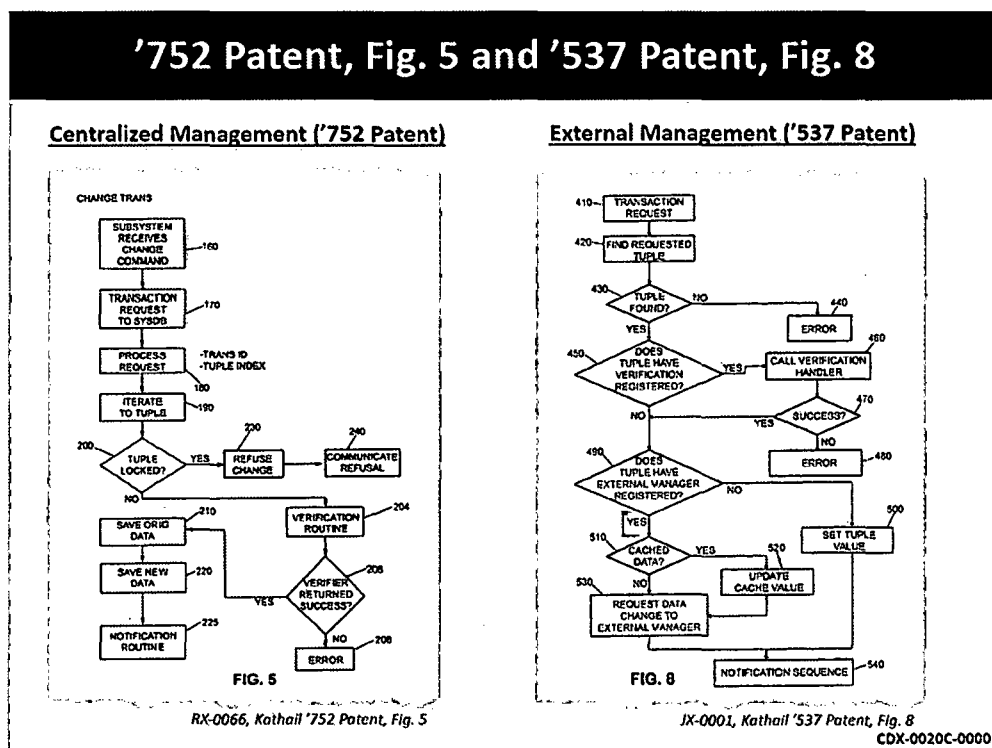 '752 Patent, Fig. 5 and '537 Patent, Fig. 8
Centralized Management ('752 Patent)
CHANGE TRANS
SUBSYSTEM
RECEIVES
CHANGE
COMMAND
160
TRANSACTION
REQUEST
TO SYSDB
170
PROCESS
REQUEST
-TRANS ID
-TUPLE INDEX
180
ITERATE
TO TUPLE
190
200
TUPLE
LOCKED?
YES
230
REFUSE
CHANGE
240
COMMUNICATE
REFUSAL
NO
VERIFICATION
ROUTINE
204
210
SAVE ORIG
DATA
220
SAVE NEW
DATA
206
VERIFIER
RETURNED
SUCCESS?
YES
225
NOTIFICATION
ROUTINE
NO
208
ERROR
FIG. 5
RX-0066, Kathail '752 Patent, Fig. 5
External Management ('537 Patent)
410
TRANSACTION
REQUEST
420
FIND REQUESTED
TUPLE
430
TUPLE
FOUND?
NO
440
ERROR
YES
450
DOES
TUPLE HAVE
VERIFICATION
REGISTERED?
YES
460
CALL VERIFICATION
HANDLER
NO
YES
SUCCESS?
470
NO
ERROR
480
490
DOES
TUPLE HAVE
EXTERNAL MANAGER
REGISTERED?
NO
YES
500
SET TUPLE
VALUE
510
CACHED
DATA?
YES
520
UPDATE
CACHE VALUE
NO
530
REQUEST DATA
CHANGE TO
EXTERNAL MANAGER
NOTIFICATION SEQUENCE
540
FIG. 8
JX-0001, Kathail '537 Patent, Fig. 8
CDX-0020C-0000